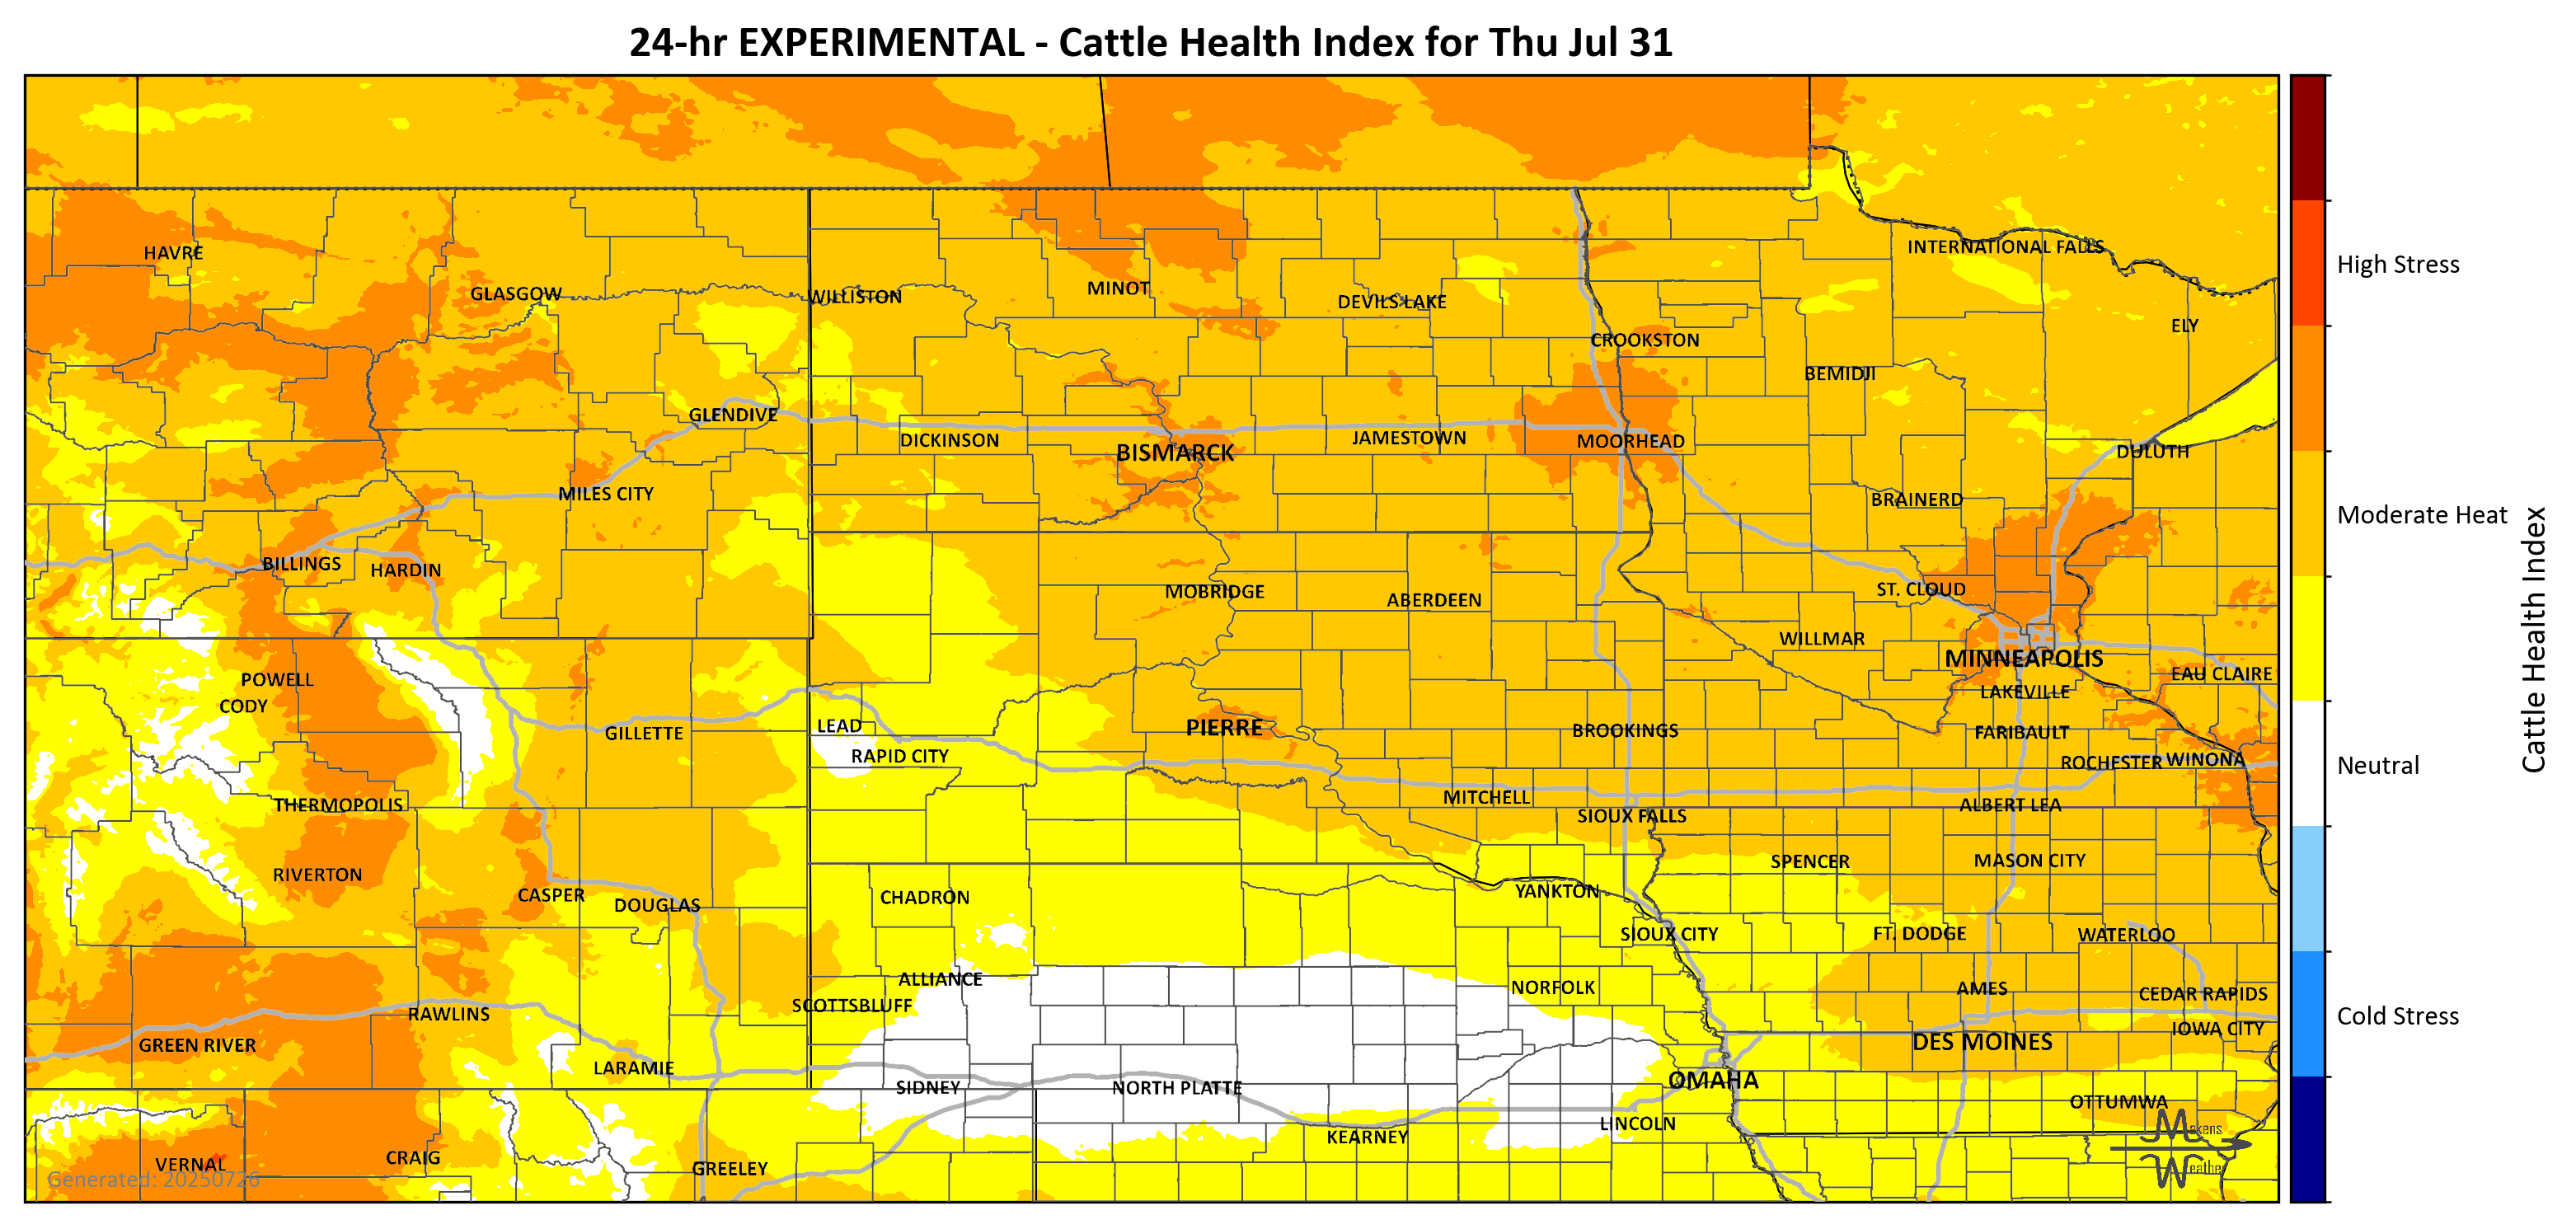 24-hr EXPERIMENTAL - Cattle Health Index for Thu Jul 31
HAVRE
INTERNATIONAL FALLS
GLASGOW
WILLISTON
MINOT
DEVILS LAKE
ELY
CROOKSTON
BEMIDJI
GLENDIVE
DICKINSON
BISMARCK
JAMESTOWN
MOORHEAD
DULUTH
MILES CITY
BRAINERD
BILLINGS
HARDIN
MOBRIDGE
ABERDEEN
ST. CLOUD
WILLMAR
MINNEAPOLIS
EAU CLAIRE
POWELL
CODY
LAKEVILLE
GILLETTE
LEAD
RAPID CITY
PIERRE
BROOKINGS
FARIBAULT
ROCHESTER
WINONA
THERMOPOLIS
MITCHELL
SIOUX FALLS
ALBERT LEA
RIVERTON
SPENCER
MASON CITY
CASPER
DOUGLAS
CHADRON
YANKTON
SIOUX CITY
FT. DODGE
WATERLOO
ALLIANCE
SCOTTSBLUFF
NORFOLK
AMES
CEDAR RAPIDS
RAWLINS
GREEN RIVER
DES MOINES
IOWA CITY
LARAMIE
SIDNEY
NORTH PLATTE
OMAHA
OTTUMWA
LINCOLN
KEARNEY
VERNAL
CRAIG
GREELEY
Generated: 20250726
Makens
Weather
High Stress
Moderate Heat
Neutral
Cold Stress
Cattle Health Index